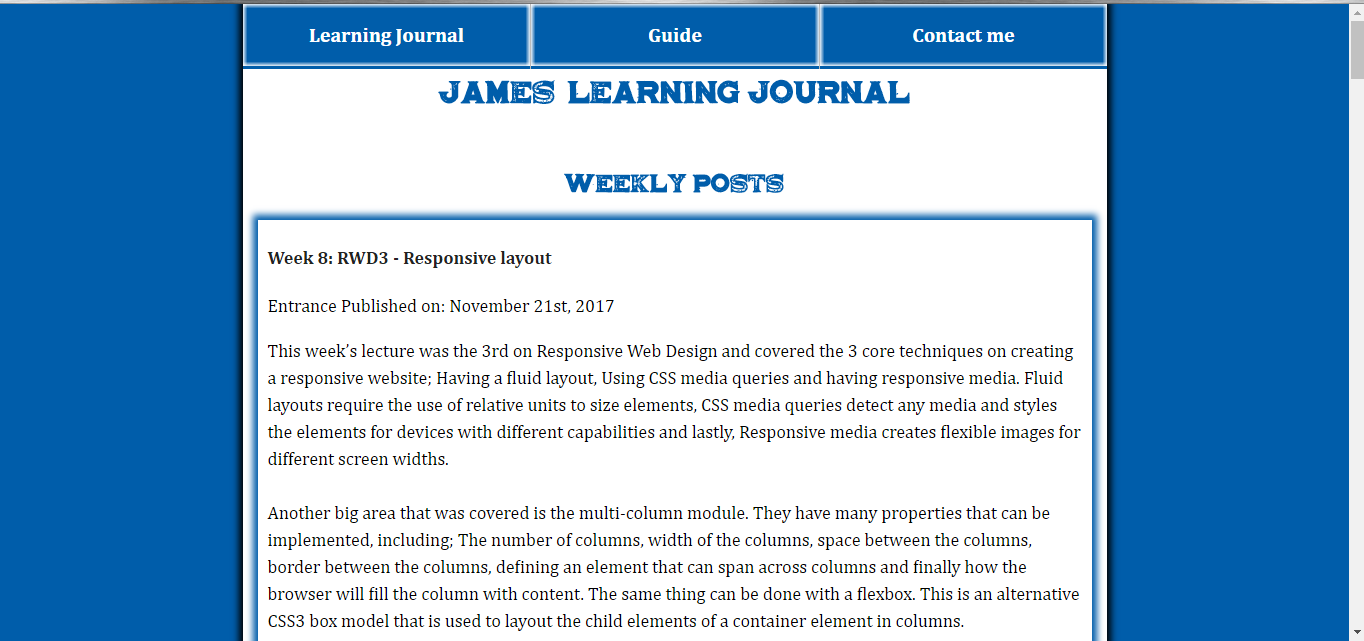 Learning Journal Guide Contact me
JAMES LEARNING JOURNAL
WEEKLY POSTS
Week 8: RWD3 - Responsive layout
Entrance Published on: November 21st, 2017
This week’s lecture was the 3rd on Responsive Web Design and covered the 3 core techniques on creating
a responsive website; Having a fluid layout, Using CSS media queries and having responsive media. Fluid
layouts require the use of relative units to size elements, CSS media queries detect any media and styles
the elements for devices with different capabilities and lastly, Responsive media creates flexible images for
different screen widths.
Another big area that was covered is the multi-column module. They have many properties that can be
implemented, including; The number of columns, width of the columns, space between the columns,
border between the columns, defining an element that can span across columns and finally how the
browser will fill the column with content. The same thing can be done with a flexbox. This is an alternative
CSS3 box model that is used to layout the child elements of a container element in columns.